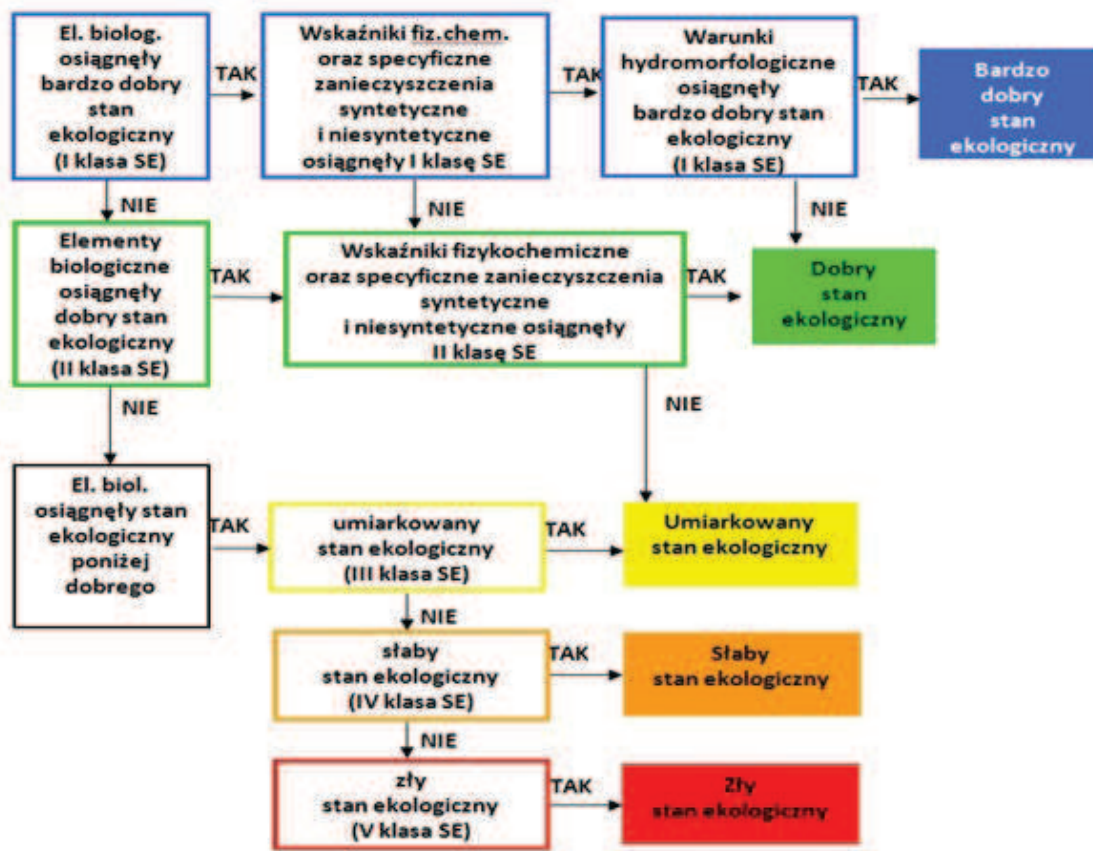 El. biolog.
osiągnęły
bardzo dobry
stan
ekologiczny
(I klasa SE)
TAK
Wskaźniki fiz.chem.
oraz specyficzne
zanieczyszczenia
syntetyczne
i niesyntetyczne
osiągnęły I klasę SE
TAK
Warunki
hydromorfologiczne
osiągnęły
bardzo dobry stan
ekologiczny
(I klasa SE)
TAK
Bardzo
dobry
stan
ekologiczny
NIE
NIE
NIE
Elementy
biologiczne
osiągnęły
dobry stan
ekologiczny
(II klasa SE)
TAK
Wskaźniki fizykochemiczne
oraz specyficzne zanieczyszczenia
syntetyczne
i niesyntetyczne osiągnęły
II klasę SE
TAK
Dobry
stan
ekologiczny
NIE
NIE
El. biol.
osiągnęły stan
ekologiczny
poniżej
dobrego
TAK
umiarkowany
stan ekologiczny
(III klasa SE)
TAK
Umiarkowany
stan ekologiczny
NIE
słaby
stan ekologiczny
(IV klasa SE)
TAK
Słaby
stan ekologiczny
NIE
zły
stan ekologiczny
(V klasa SE)
TAK
Zły
stan ekologiczny